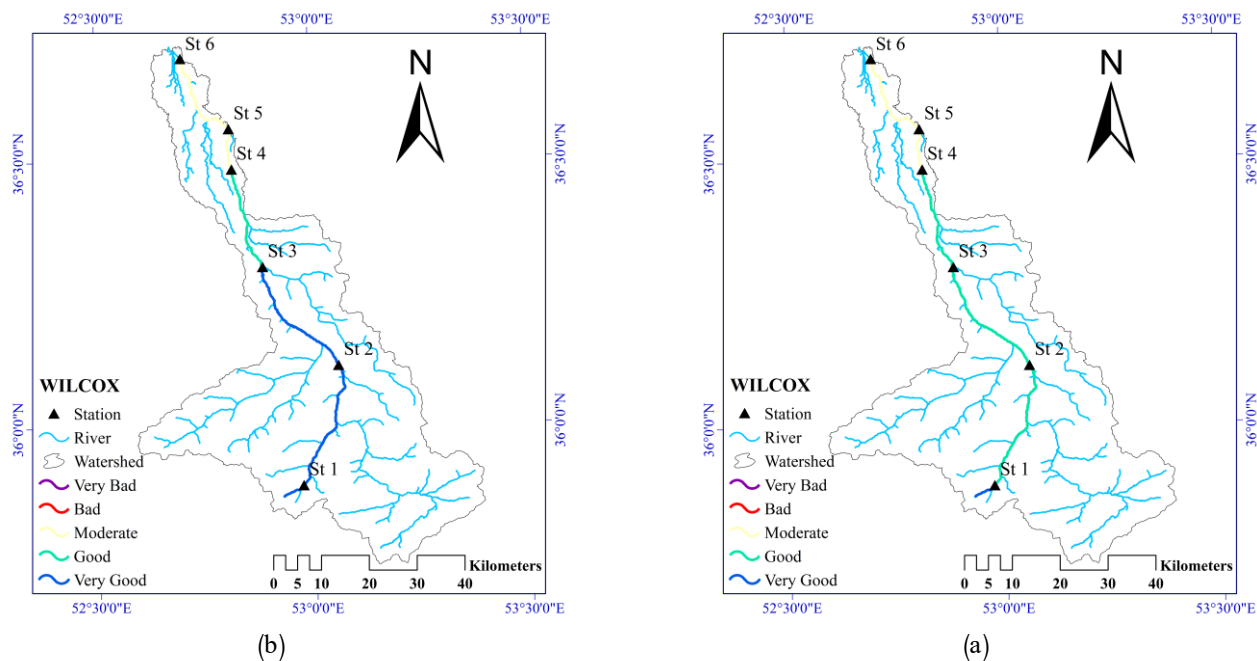 52°30'0"E
53°0'0"E
53°30'0"E
St 6
N
St 5
St 4
36°30'0"N
36°30'0"N
St 3
St 2
WILCOX
Station
River
Watershed
Very Bad
Bad
Moderate
Good
Very Good
36°0'0"N
36°0'0"N
St 1
Kilometers
0 5 10 20 30 40
52°30'0"E
53°0'0"E
53°30'0"E
(b)
52°30'0"E
53°0'0"E
53°30'0"E
St 6
N
St 5
St 4
36°30'0"N
36°30'0"N
St 3
St 2
WILCOX
Station
River
Watershed
Very Bad
Bad
Moderate
Good
Very Good
36°0'0"N
36°0'0"N
St 1
Kilometers
0 5 10 20 30 40
52°30'0"E
53°0'0"E
53°30'0"E
(a)